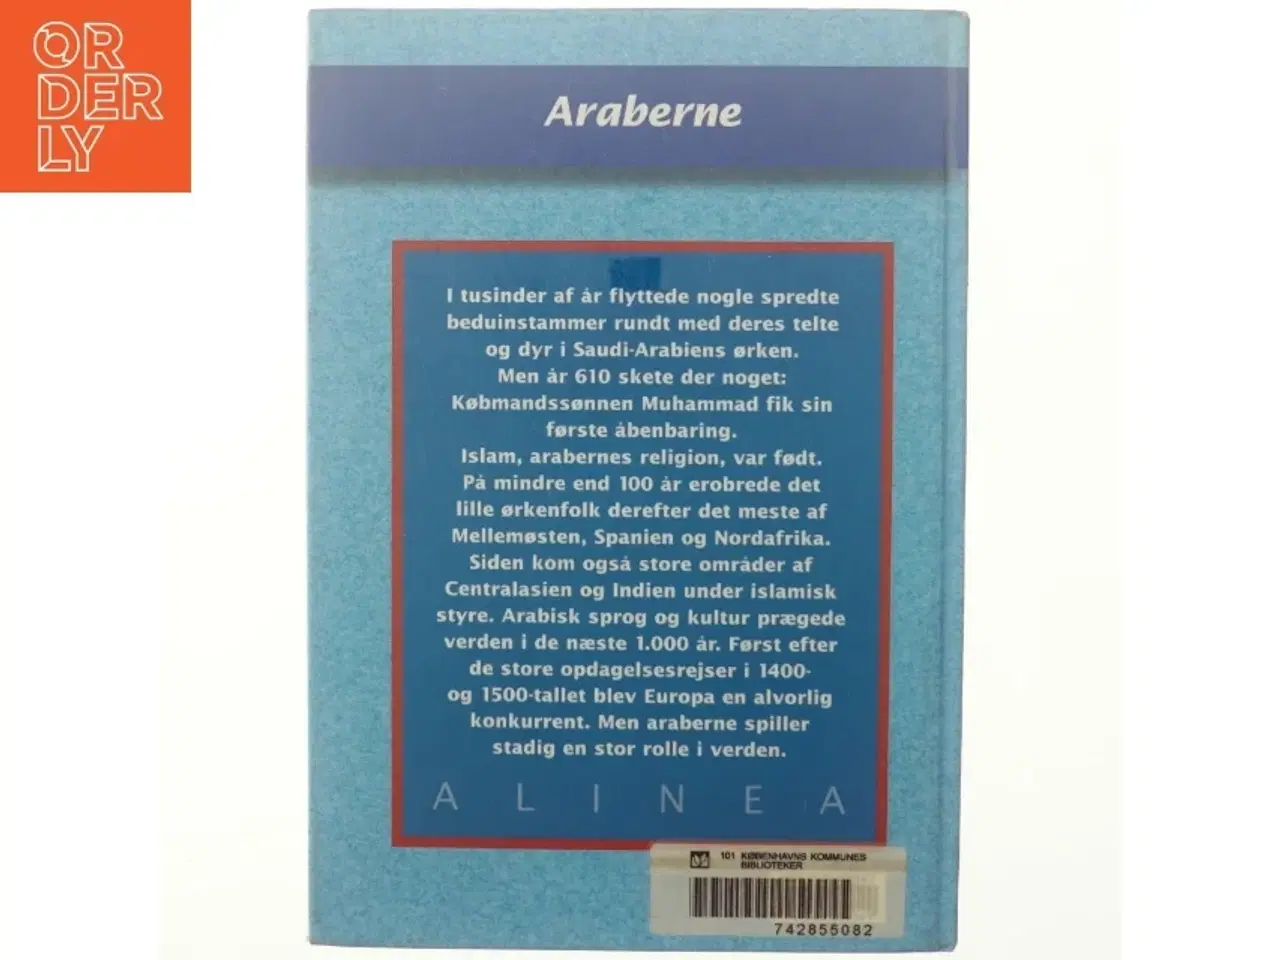 OR
DER
LY
Araberne
I tusinder af år flyttede nogle spredte
beduinstammer rundt med deres telte
og dyr i Saudi-Arabiens ørken.
Men år 610 skete der noget:
Købmandssønnen Muhammad fik sin
første åbenbaring.
Islam, arabernes religion, var født.
På mindre end 100 år erobrede det
lille ørkenfolk derefter det meste af
Mellemøsten, Spanien og Nordafrika.
Siden kom også store områder af
Centralasien og Indien under islamisk
styre. Arabisk sprog og kultur prægede
verden i de næste 1.000 år. Først efter
de store opdagelsesrejser i 1400-
og 1500-tallet blev Europa en alvorlig
konkurrent. Men araberne spiller
stadig en stor rolle i verden.
ALINEA
101 KØBENHAVNS KOMMUNES
BIBLIOTEKER
742855082